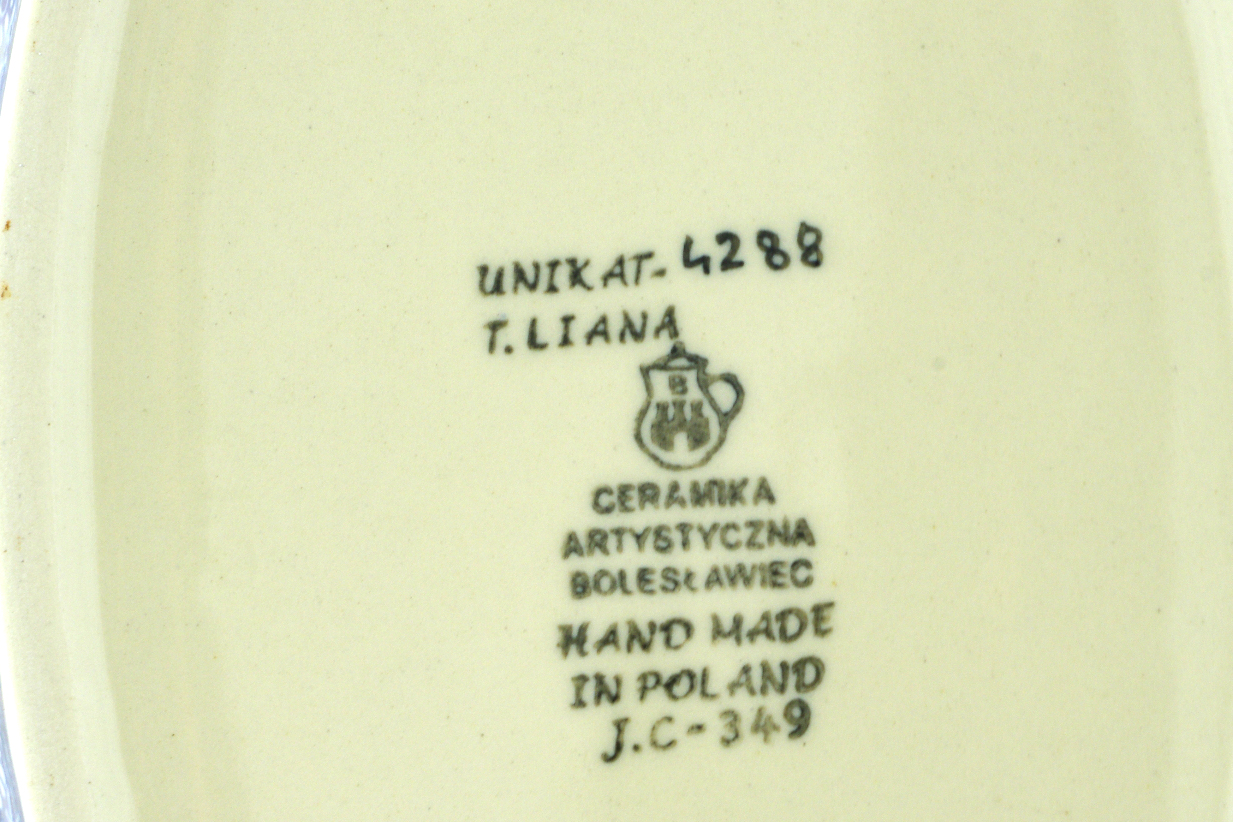 UNIKAT-4288
T. LIANA
B
CERAMIKA
ARTYSTYCZNA
BOLESŁAWIEC
HAND MADE
IN POLAND
J.C-349